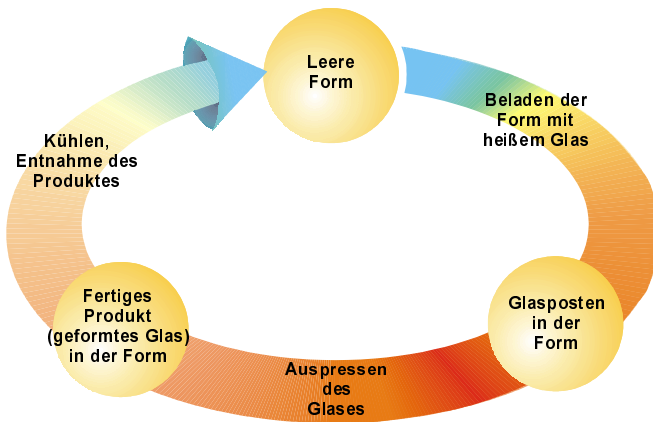 Leere
Form
Beladen der
Form mit
heißem Glas
Glasposten
in der
Form
Auspressen
des
Glases
Fertiges
Produkt
(geformtes Glas)
in der Form
Kühlen,
Entnahme des
Produktes